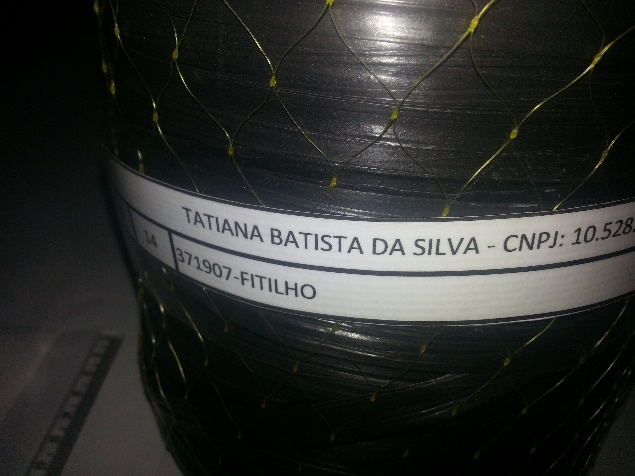 TATIANA BATISTA DA SILVA - CNPJ: 10.528
14 371907-FITILHO